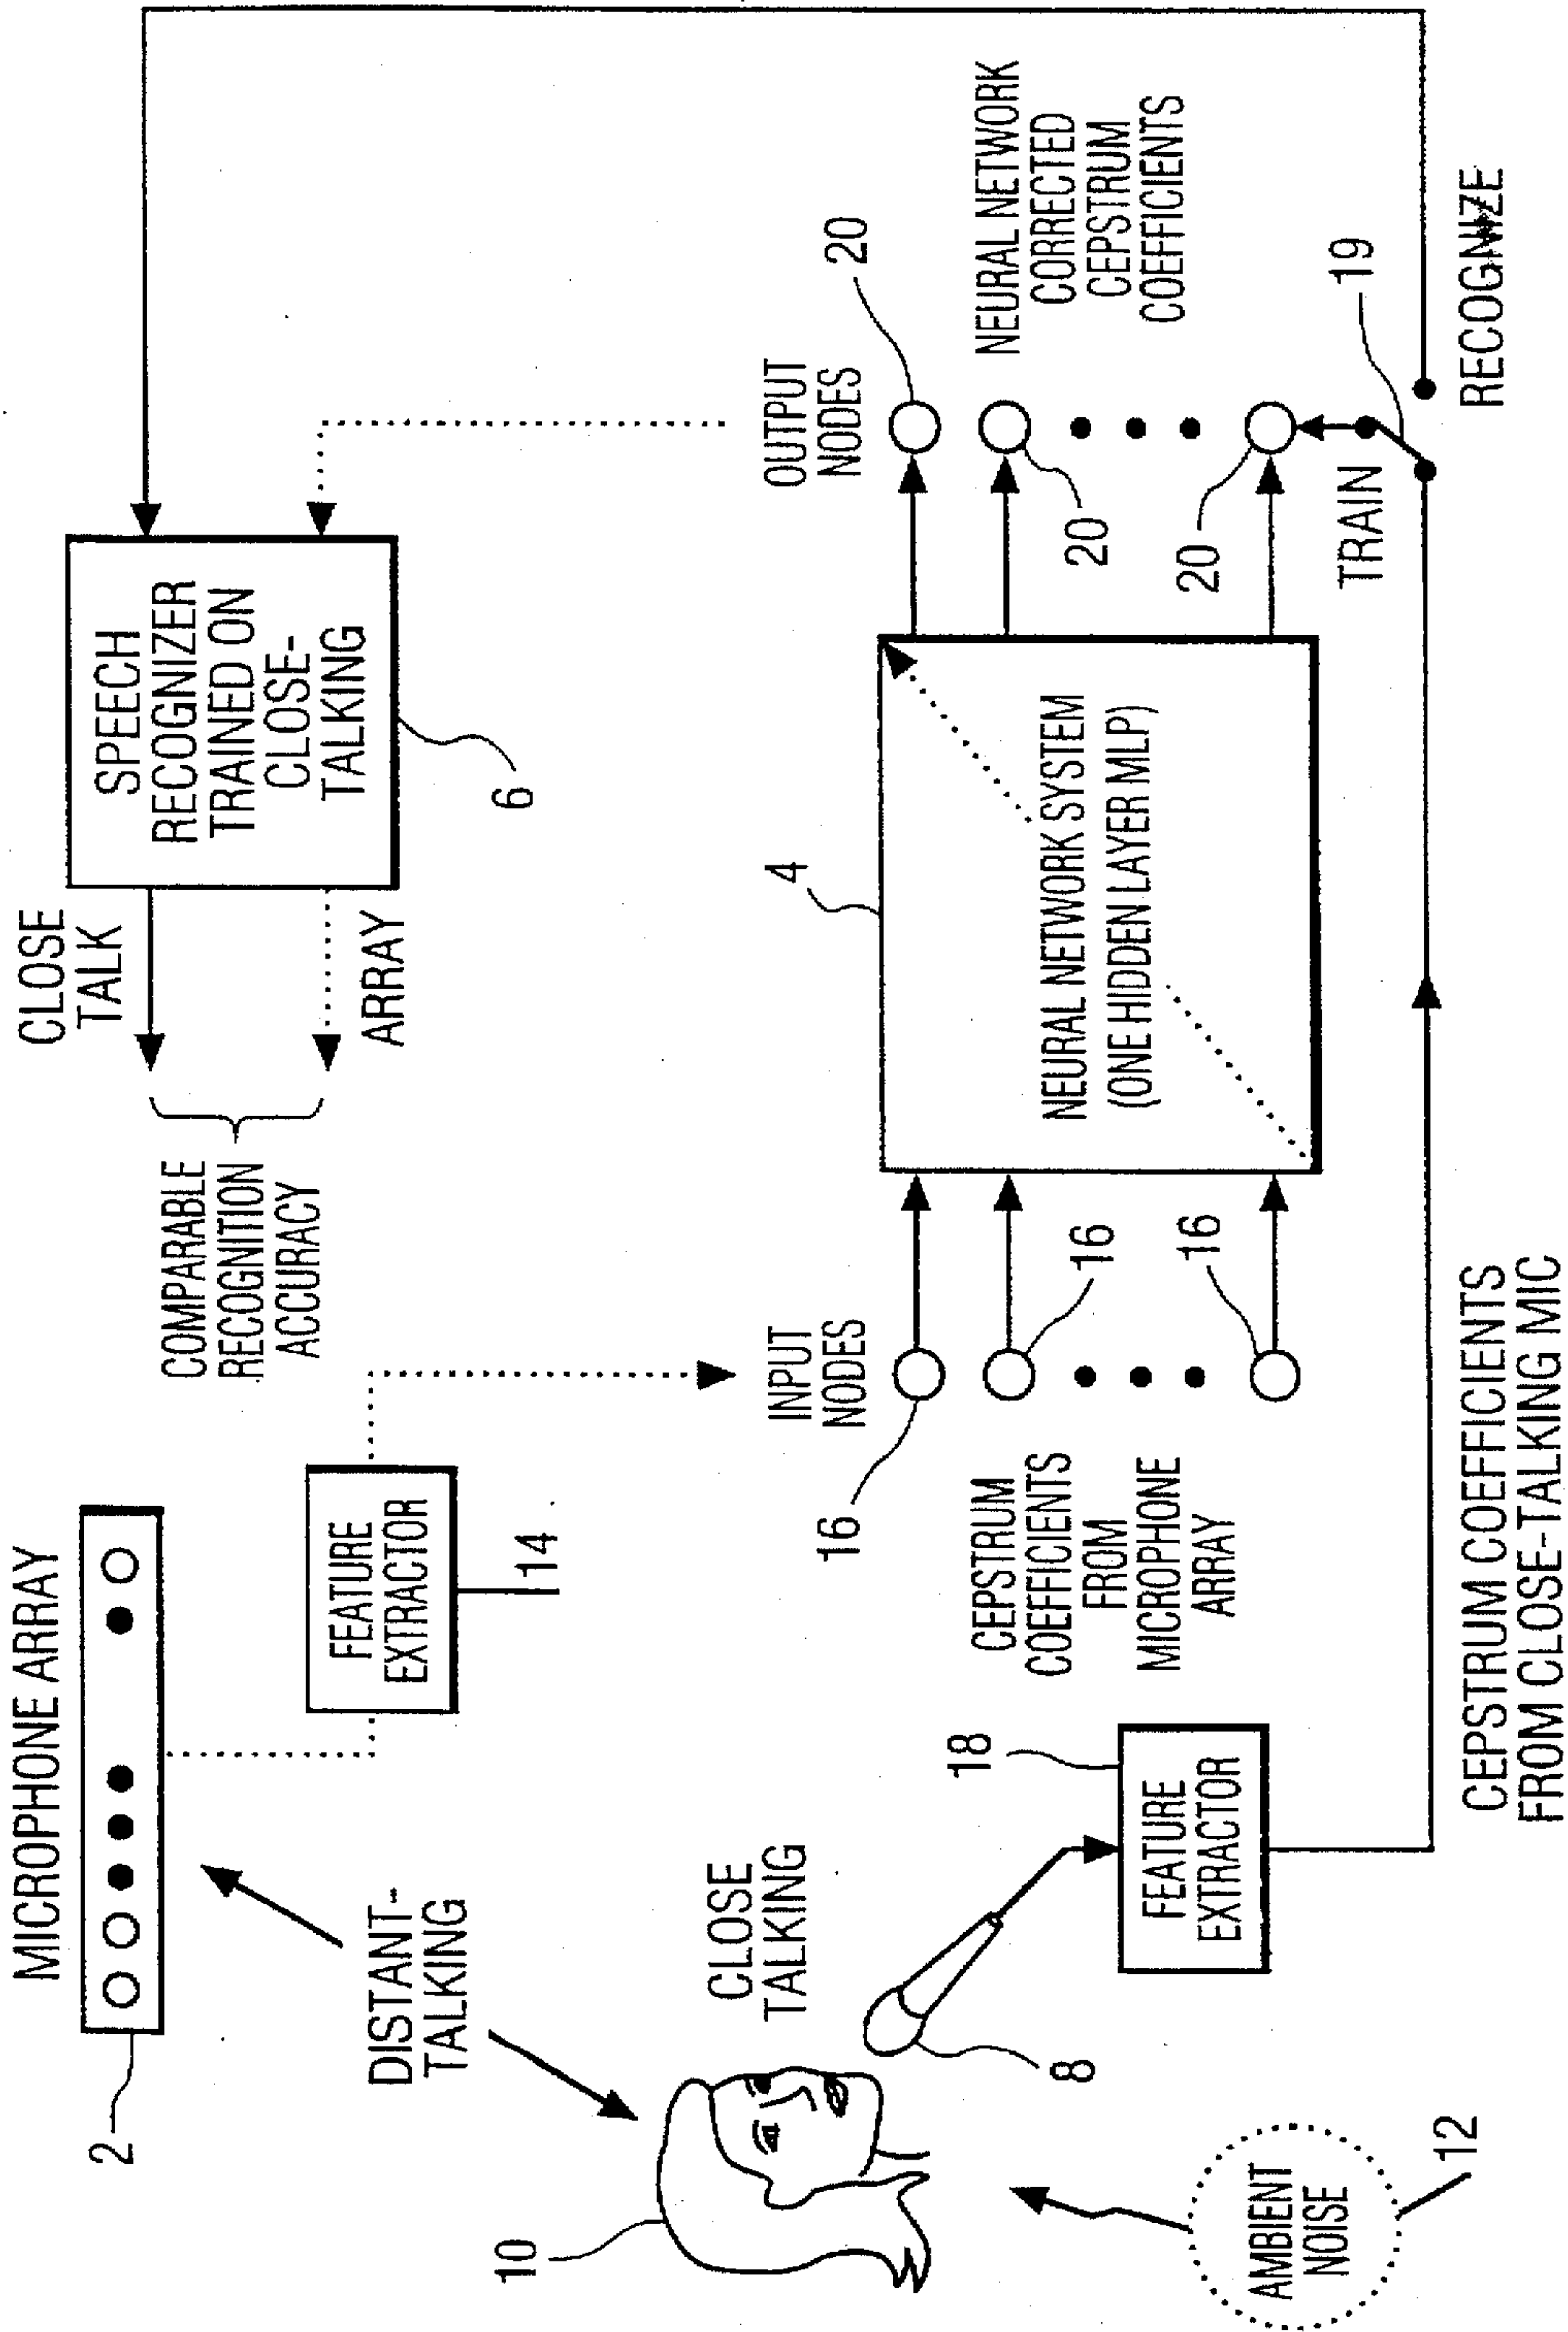 MICROPHONE ARRAY
2
DISTANT-
TALKING
10
CLOSE
TALKING
8
AMBIENT
NOISE
12
FEATURE
EXTRACTOR
14
FEATURE
EXTRACTOR
18
COMPARABLE
RECOGNITION
ACCURACY
CLOSE
TALK
ARRAY
SPEECH
RECOGNIZER
TRAINED ON
CLOSE-
TALKING
6
INPUT
NODES
16
16
16
CEPSTRUM
COEFFICIENTS
FROM
MICROPHONE
ARRAY
4
NEURAL NETWORK SYSTEM
(ONE HIDDEN LAYER MLP)
OUTPUT
NODES
20
20
20
NEURAL NETWORK
CORRECTED
CEPSTRUM
COEFFICIENTS
TRAIN
19
RECOGNIZE
CEPSTRUM COEFFICIENTS
FROM CLOSE-TALKING MIC